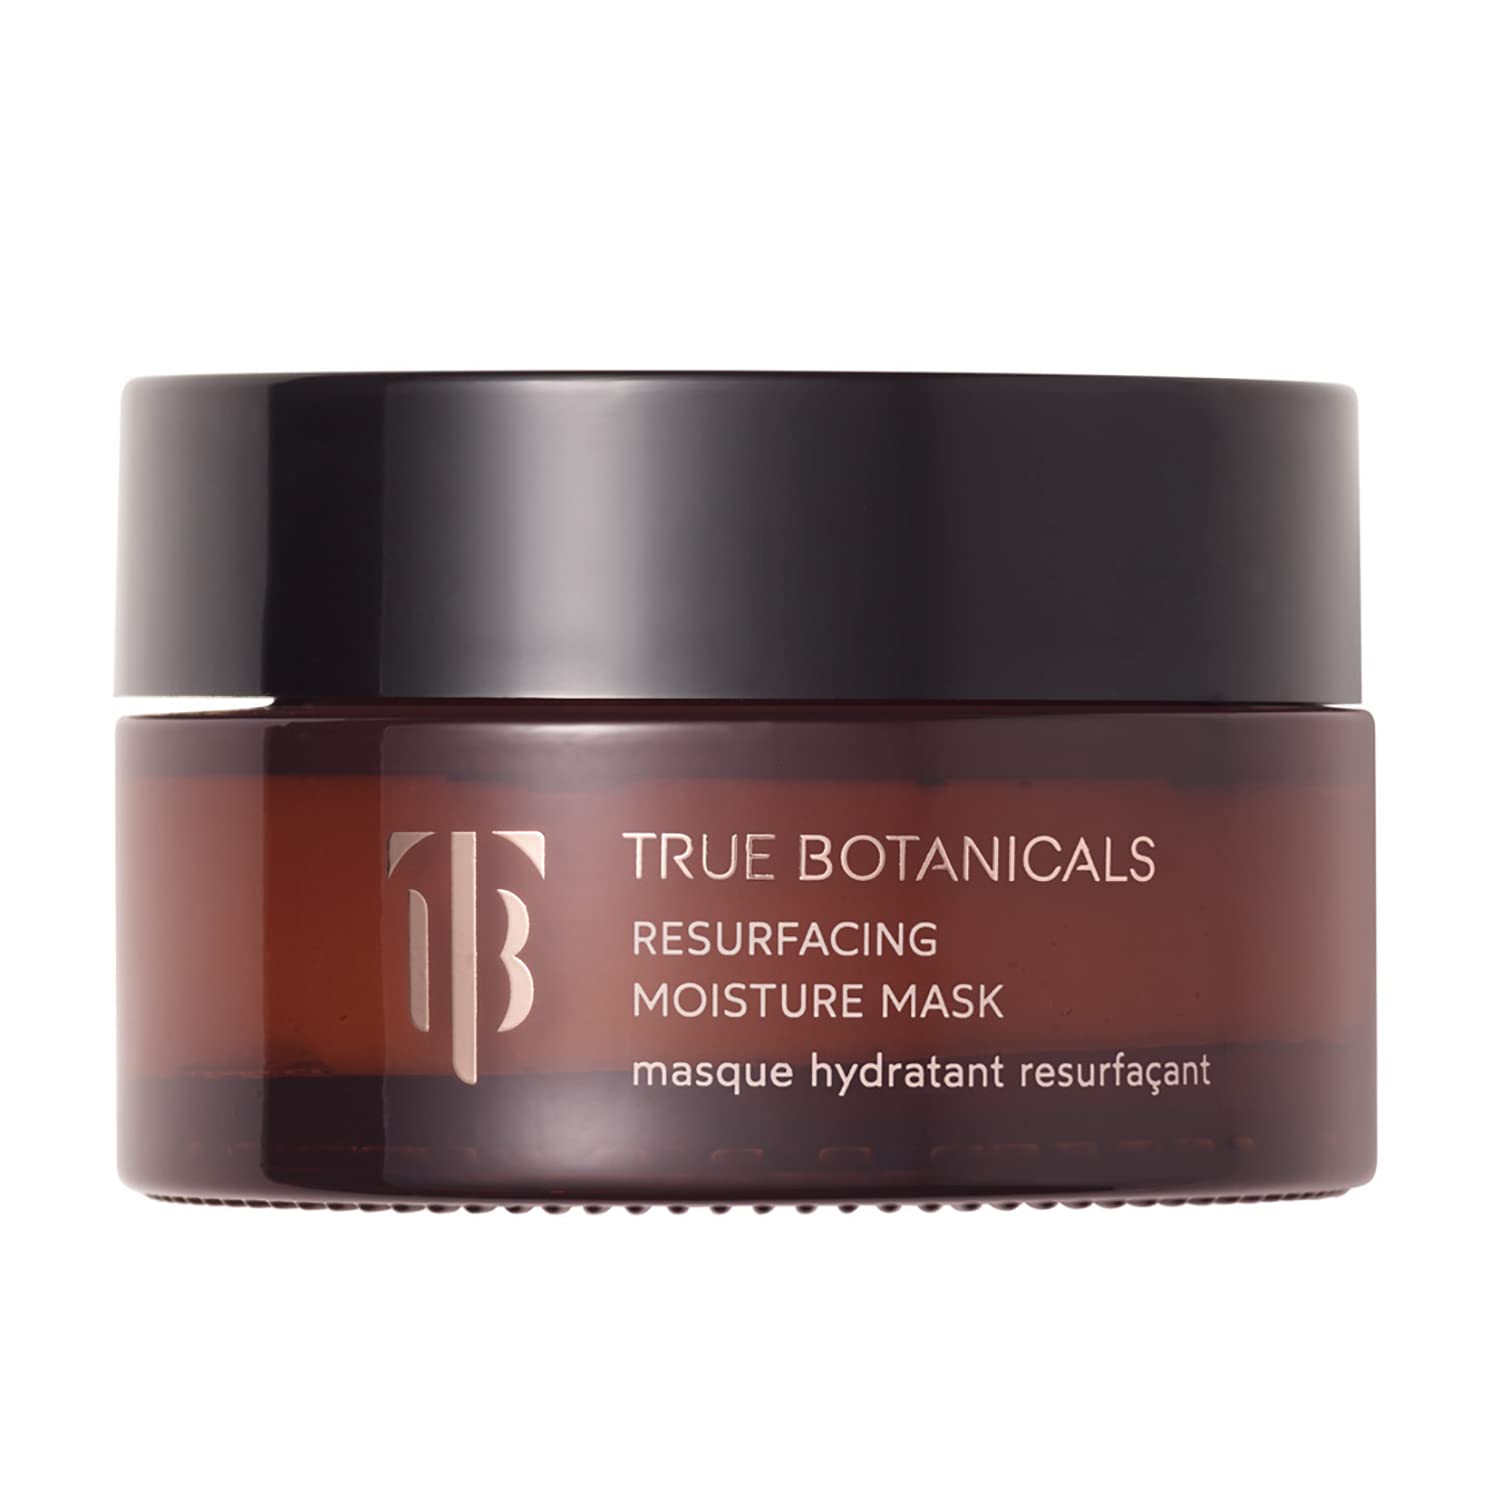 TB
TRUE BOTANICALS
RESURFACING
MOISTURE MASK
masque hydratant resurfaçant